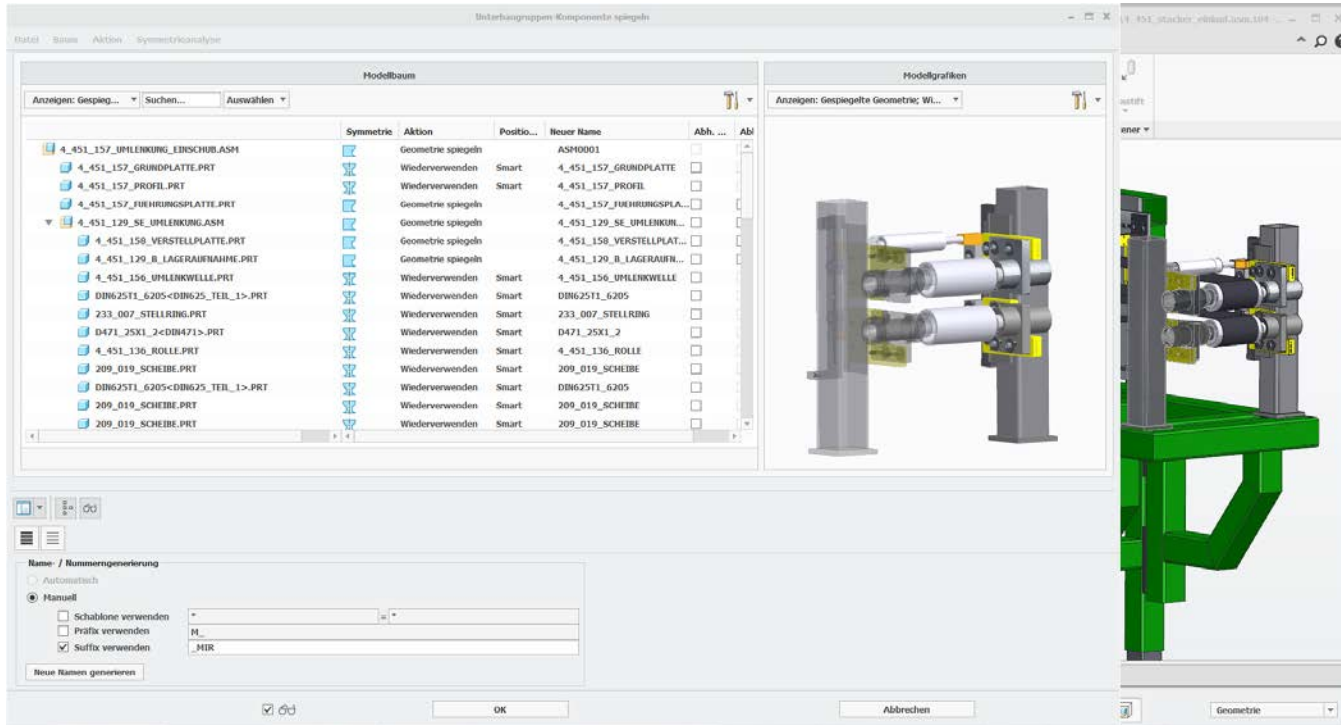 Unterbaugruppen-Komponente spiegeln
Datei Baum Aktion Symmetrieanalyse
Modellbaum
Anzeigen: Gespieg... Suchen... Auswählen
Symmetrie Aktion Positio... Neuer Name Abh. ... Abl
4_451_157_UMLENKUNG_EINSCHUB.ASM Geometrie spiegeln ASM0001
4_451_157_GRUNDPLATTE.PRT Wiederverwenden Smart 4_451_157_GRUNDPLATTE
4_451_157_PROFIL.PRT Wiederverwenden Smart 4_451_157_PROFIL
4_451_157_FUEHRUNGSPLATTE.PRT Geometrie spiegeln 4_451_157_FUEHRUNGSPLA...
4_451_129_SE_UMLENKUNG.ASM Geometrie spiegeln 4_451_129_SE_UMLENKUN...
4_451_158_VERSTELLPLATTE.PRT Geometrie spiegeln 4_451_158_VERSTELLPLAT...
4_451_129_B_LAGERAUFNAHME.PRT Geometrie spiegeln 4_451_129_B_LAGERAUFN...
4_451_156_UMLENKWELLE.PRT Wiederverwenden Smart 4_451_156_UMLENKWELLE
DIN625T1_6205<DIN625_TEIL_1>.PRT Wiederverwenden Smart DIN625T1_6205
233_007_STELLRING.PRT Wiederverwenden Smart 233_007_STELLRING
D471_25X1_2<DIN471>.PRT Wiederverwenden Smart D471_25X1_2
4_451_136_ROLLE.PRT Wiederverwenden Smart 4_451_136_ROLLE
209_019_SCHEIBE.PRT Wiederverwenden Smart 209_019_SCHEIBE
DIN625T1_6205<DIN625_TEIL_1>.PRT Wiederverwenden Smart DIN625T1_6205
209_019_SCHEIBE.PRT Wiederverwenden Smart 209_019_SCHEIBE
209_019_SCHEIBE.PRT Wiederverwenden Smart 209_019_SCHEIBE
Modellgrafiken
Anzeigen: Gespiegelte Geometrie; Wi...
Name- / Nummerngenerierung
Automatisch
Manuell
Schablone verwenden * = *
Präfix verwenden M_
Suffix verwenden _MIR
Neue Namen generieren
OK Abbrechen
ener
Geometrie